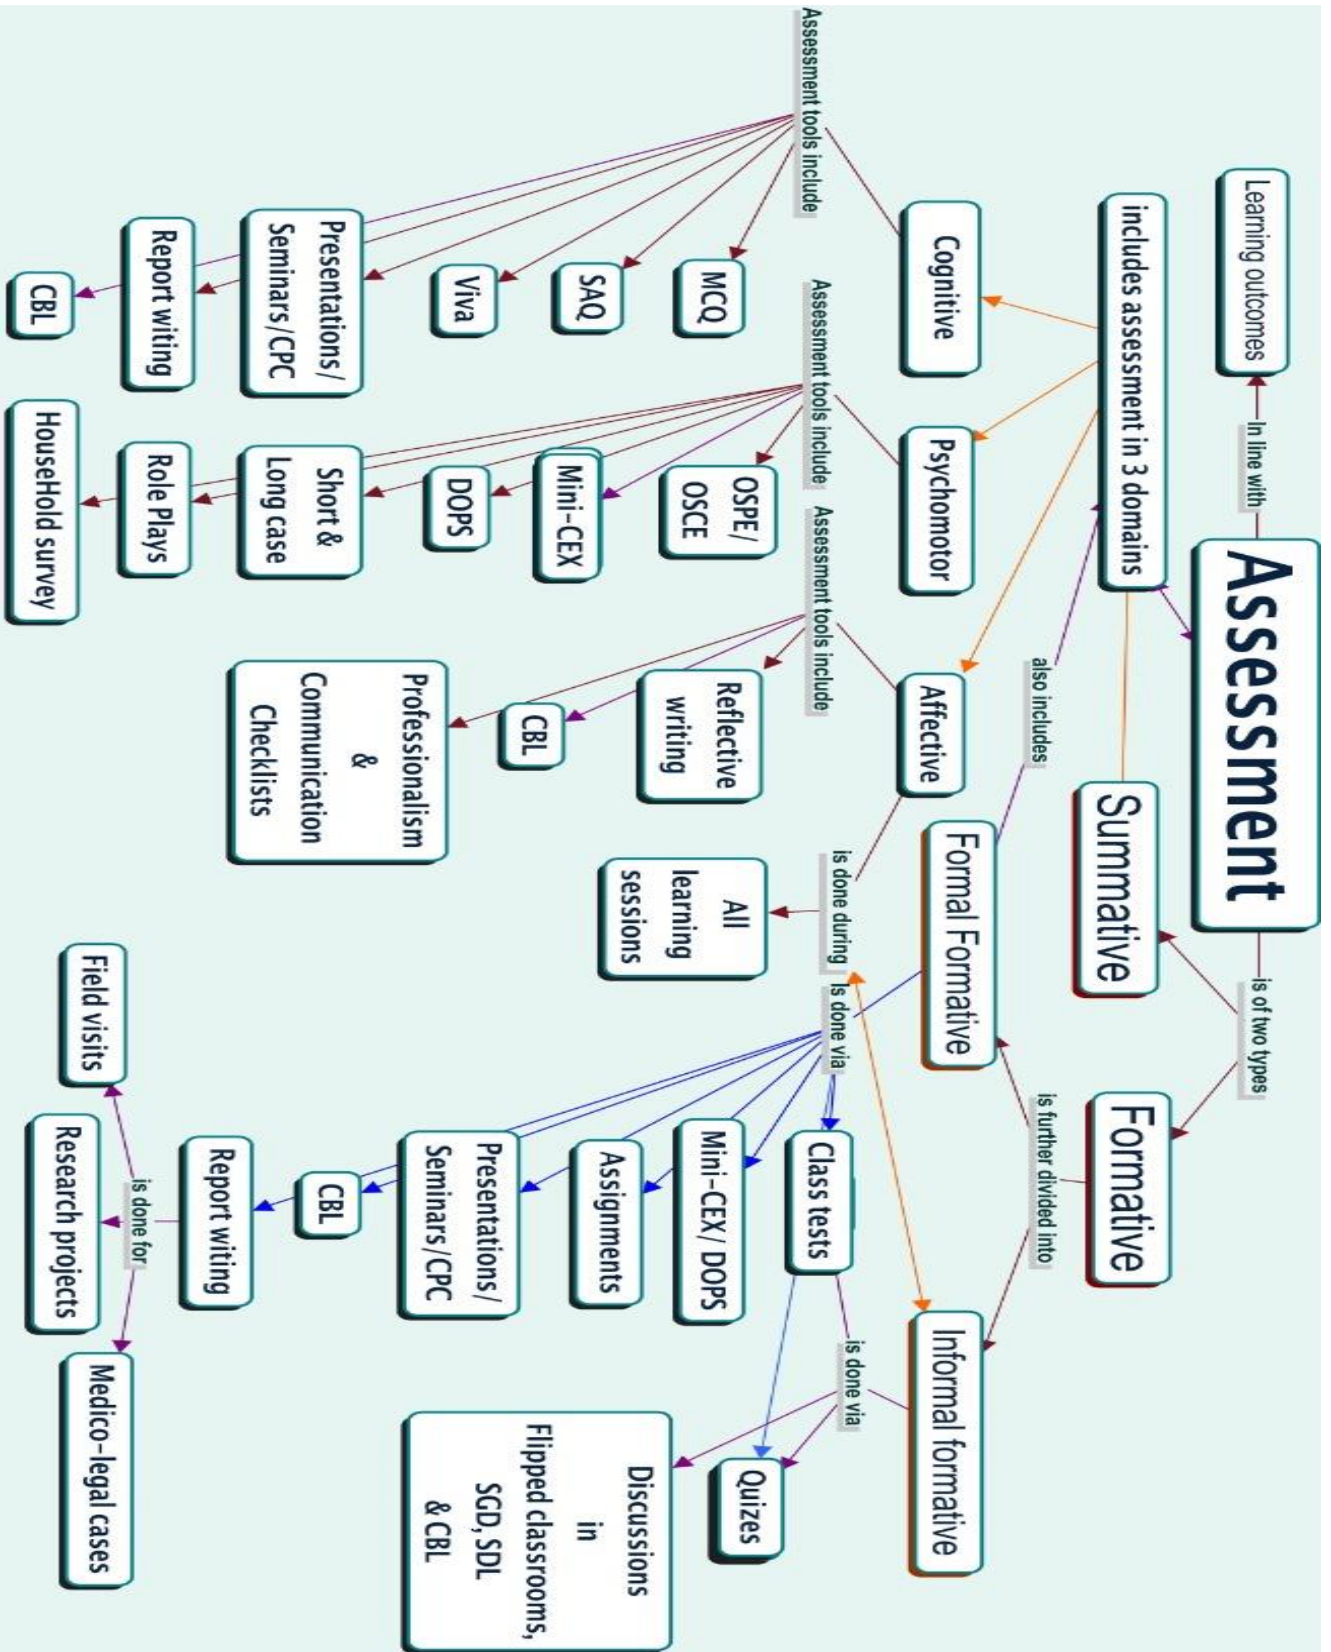 Assessment
In line with
Learning outcomes
is of two types
Summative
Formative
includes assessment in 3 domains
also includes
is further divided into
Cognitive
Psychomotor
Affective
Formal Formative
Informal formative
Assessment tools include
MCQ
SAQ
Viva
Presentations/
Seminars/CPC
Report witing
CBL
Assessment tools include
OSPE/
OSCE
Mini-CEX
DOPS
Short &
Long case
Role Plays
HouseHold survey
Assessment tools include
Reflective
writing
CBL
Professionalism
&
Communication
Checklists
is done during
All
learning
sessions
Is done via
Class tests
Mini-CEX/ DOPS
Assignments
Presentations/
Seminars/CPC
CBL
Report witing
is done for
Field visits
Research projects
Medico-legal cases
is done via
Quizes
Discussions
in
Flipped classrooms,
SGD, SDL
& CBL